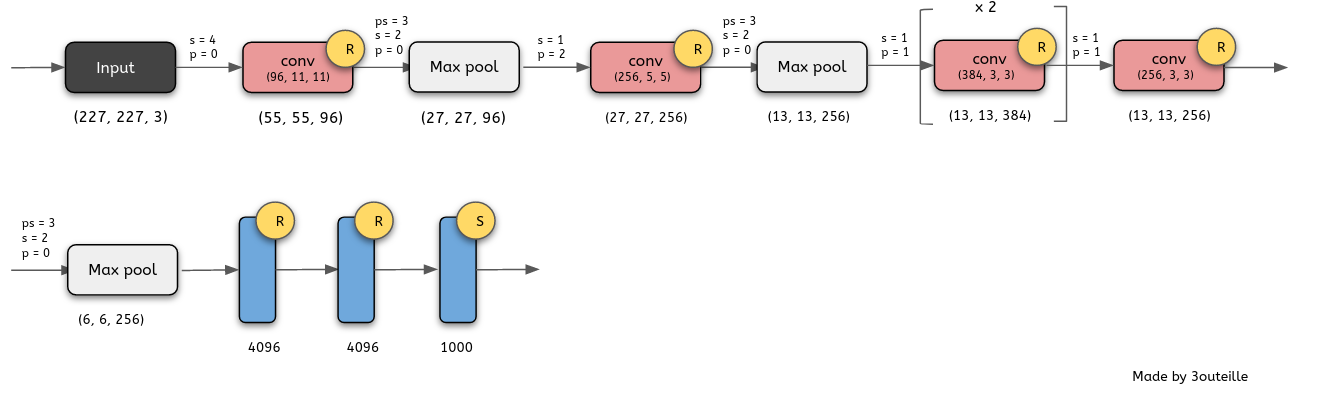 x 2
s = 4
p = 0
ps = 3
s = 2
p = 0
s = 1
p = 2
ps = 3
s = 2
p = 0
s = 1
p = 1
s = 1
p = 1
Input
conv
(96, 11, 11)
R
Max pool
conv
(256, 5, 5)
R
Max pool
conv
(384, 3, 3)
R
conv
(256, 3, 3)
R
(227, 227, 3)
(55, 55, 96)
(27, 27, 96)
(27, 27, 256)
(13, 13, 256)
(13, 13, 384)
(13, 13, 256)
ps = 3
s = 2
p = 0
Max pool
R
R
S
(6, 6, 256)
4096
4096
1000
Made by 3outeille